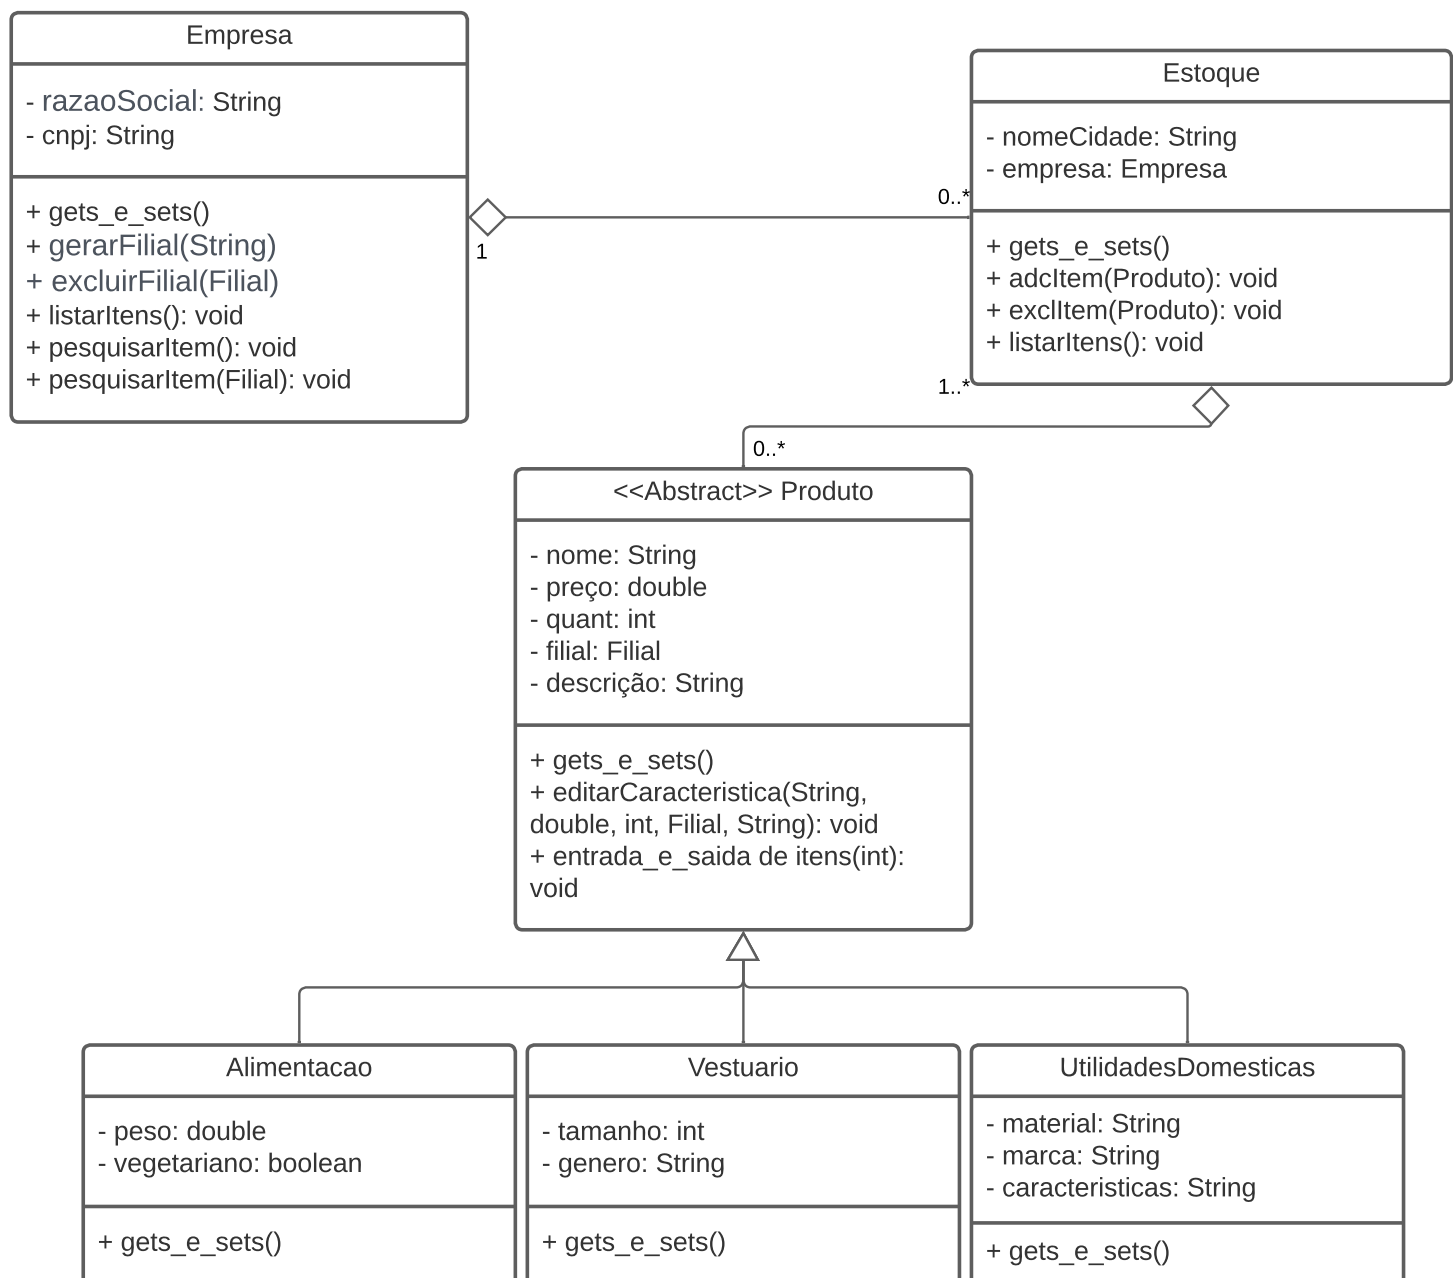 Empresa
- razaoSocial: String
- cnpj: String
+ gets_e_sets()
+ gerarFilial(String)
+ excluirFilial(Filial)
+ listarItens(): void
+ pesquisarItem(): void
+ pesquisarItem(Filial): void
1
0..*
Estoque
- nomeCidade: String
- empresa: Empresa
+ gets_e_sets()
+ adcItem(Produto): void
+ exclItem(Produto): void
+ listarItens(): void
1..*
0..*
<<Abstract>> Produto
- nome: String
- preço: double
- quant: int
- filial: Filial
- descrição: String
+ gets_e_sets()
+ editarCaracteristica(String,
double, int, Filial, String): void
+ entrada_e_saida de itens(int):
void
Alimentacao
- peso: double
- vegetariano: boolean
+ gets_e_sets()
Vestuario
- tamanho: int
- genero: String
+ gets_e_sets()
UtilidadesDomesticas
- material: String
- marca: String
- caracteristicas: String
+ gets_e_sets()